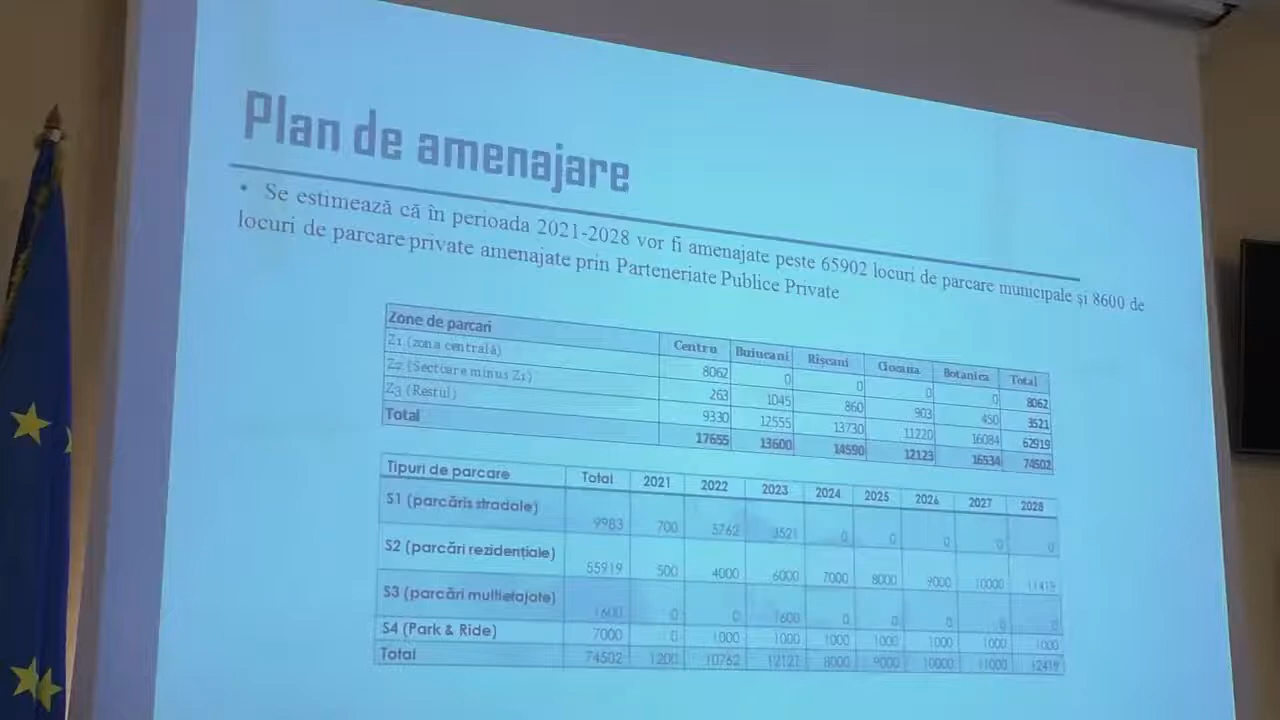 Plan de amenajare
• Se estimează că în perioada 2021-2028 vor fi amenajate peste 65902 locuri de parcare municipale și 8600 de
locuri de parcare private amenajate prin Parteneriate Publice Private
Zone de parcari Centru Buiucani Rîșcani Ciocana Botanica Total
Z1 (zona centrală) 8062 0 0 0 0 8062
Z2 (Sectoare minus Z1) 263 1045 860 903 450 3521
Z3 (Restul) 9330 12555 13730 11220 16084 62919
Total 17655 13600 14590 12123 16534 74502
Tipuri de parcare Total 2021 2022 2023 2024 2025 2026 2027 2028
S1 (parcăris stradale) 9983 700 5762 3521 0 0 0 0 0
S2 (parcări rezidențiale) 55919 500 4000 6000 7000 8000 9000 10000 11419
S3 (parcări multietajate) 1600 0 0 1600 0 0 0 0 0
S4 (Park & Ride) 7000 0 1000 1000 1000 1000 1000 1000 1000
Total 74502 1200 10762 12121 8000 9000 10000 11000 12419